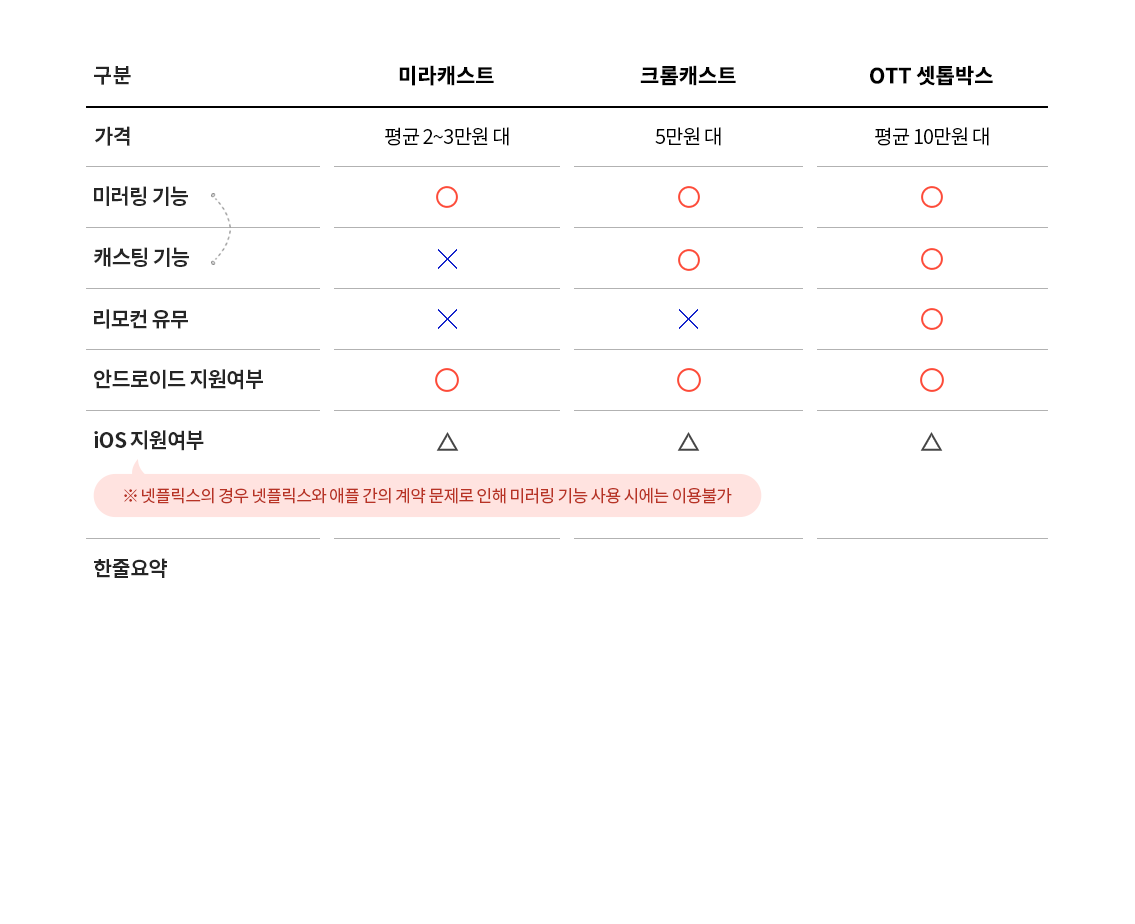 구분 미라캐스트 크롬캐스트 OTT 셋톱박스
가격 평균 2~3만원 대 5만원 대 평균 10만원 대
미러링 기능 ○ ○ ○
캐스팅 기능 × ○ ○
리모컨 유무 × × ○
안드로이드 지원여부 ○ ○ ○
iOS 지원여부 △ △ △
※ 넷플릭스의 경우 넷플릭스와 애플 간의 계약 문제로 인해 미러링 기능 사용 시에는 이용불가
한줄요약